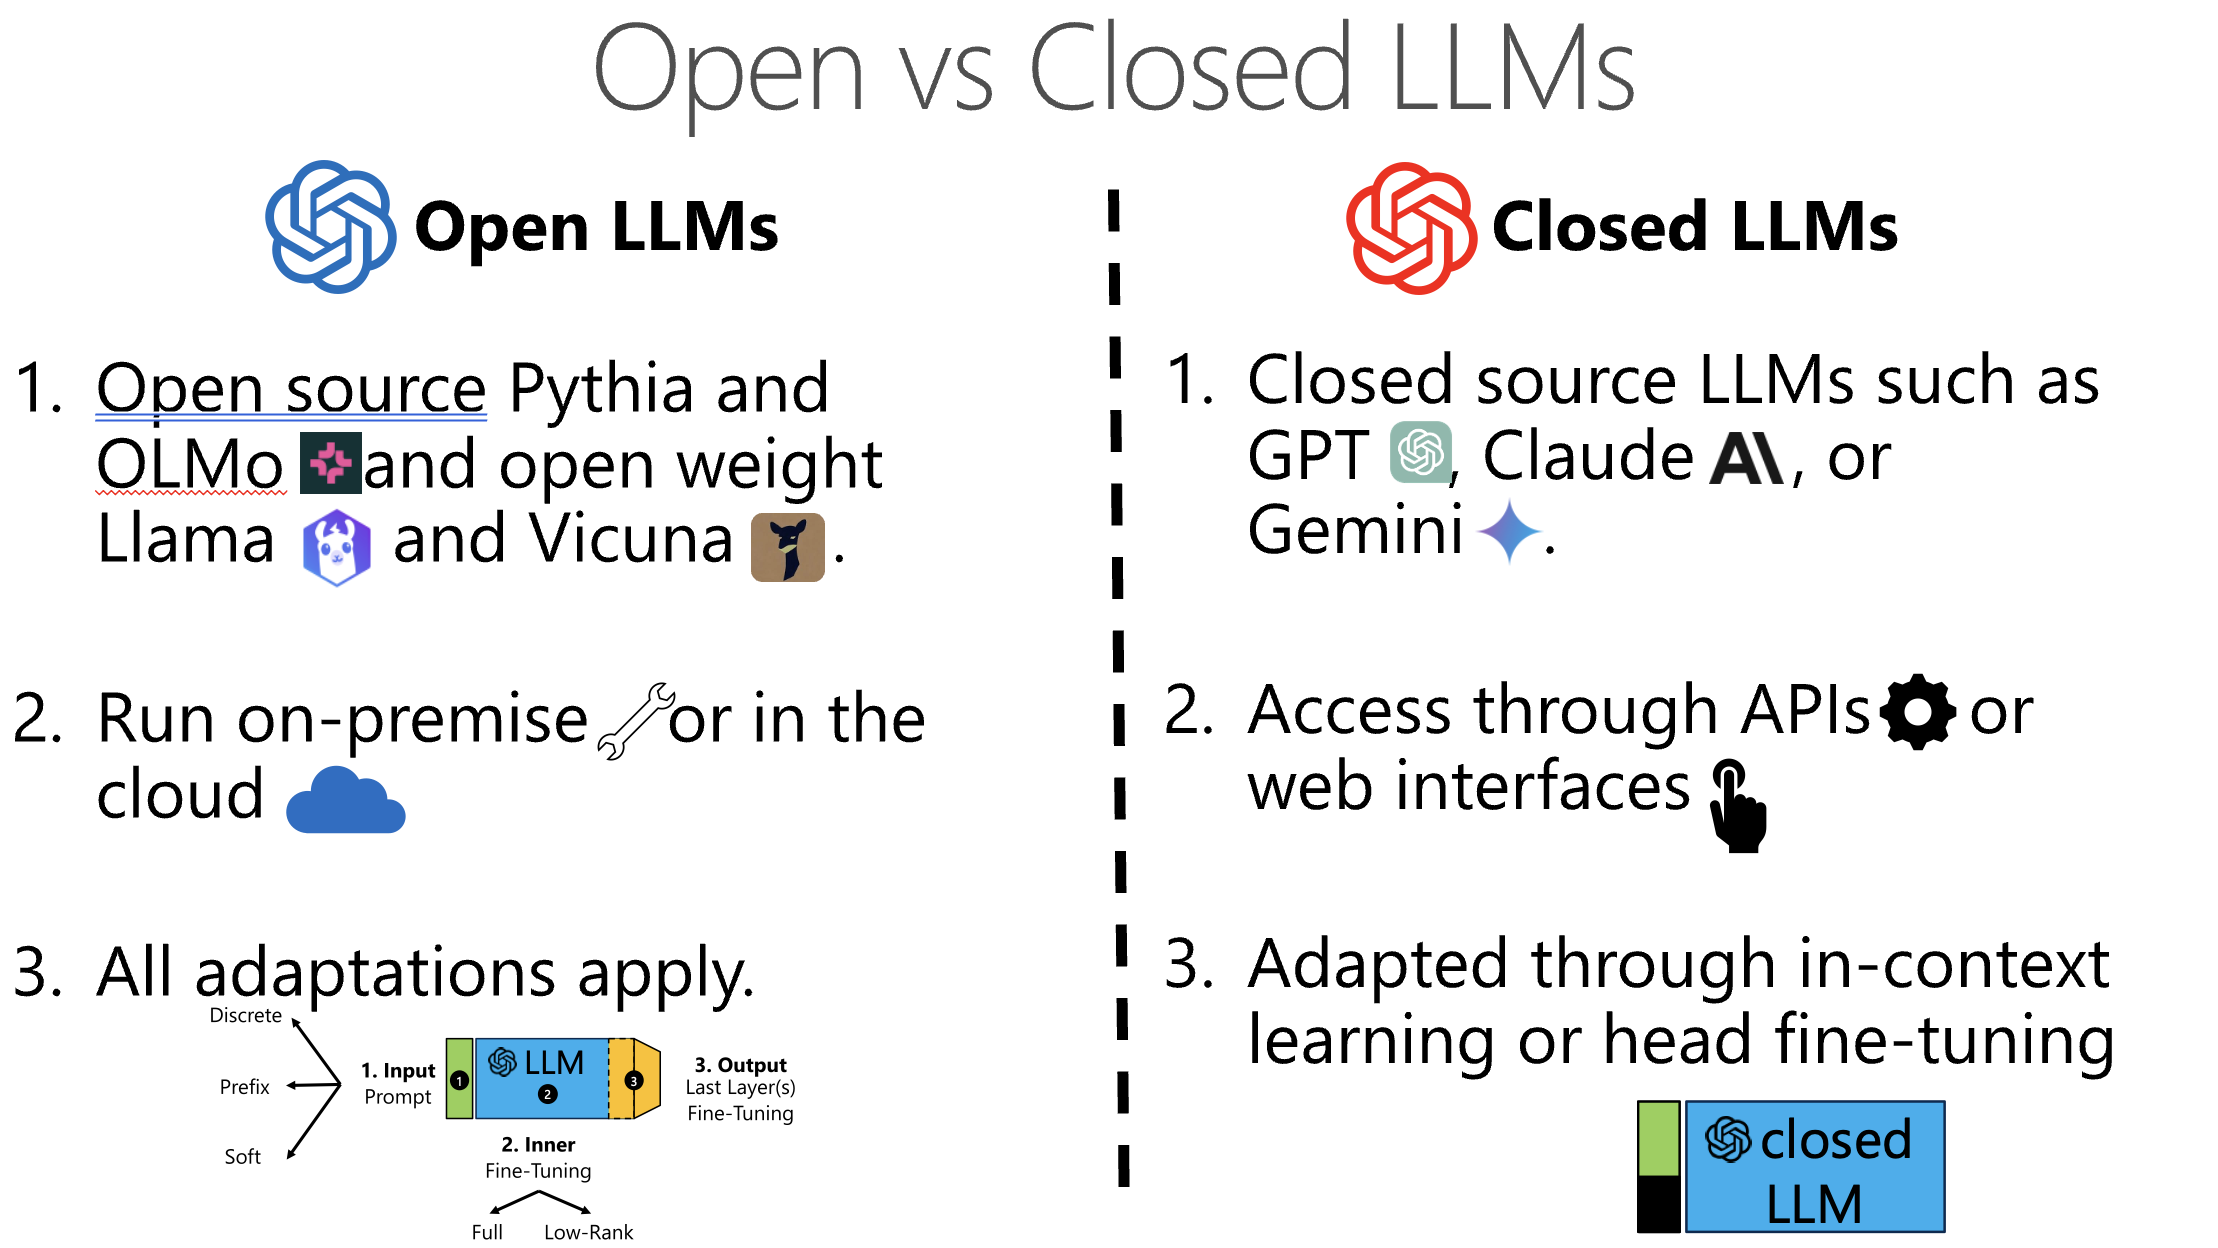 Open vs Closed LLMs
Open LLMs
1. Open source Pythia and
OLMo and open weight
Llama and Vicuna .
2. Run on-premise or in the
cloud
3. All adaptations apply.
Discrete
Prefix
Soft
1. Input
Prompt
1
LLM
2
3
3. Output
Last Layer(s)
Fine-Tuning
2. Inner
Fine-Tuning
Full
Low-Rank
Closed LLMs
1. Closed source LLMs such as
GPT , Claude AI , or
Gemini .
2. Access through APIs or
web interfaces
3. Adapted through in-context
learning or head fine-tuning
closed
LLM